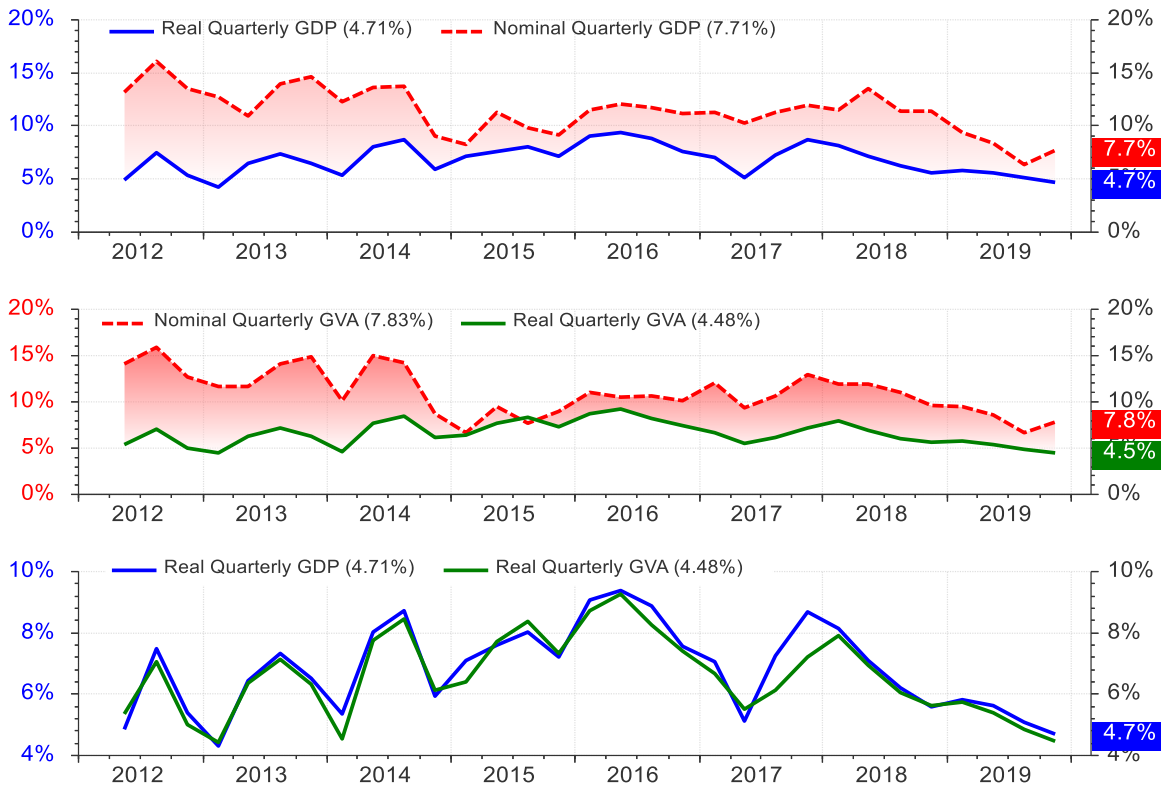 20% Real Quarterly GDP (4.71%) Nominal Quarterly GDP (7.71%) 20%
15% 15%
10% 10%
7.7%
5% 4.7%
0% 0%
2012 2013 2014 2015 2016 2017 2018 2019
20% Nominal Quarterly GVA (7.83%) Real Quarterly GVA (4.48%) 20%
15% 15%
10% 10%
7.8%
5% 4.5%
0% 0%
2012 2013 2014 2015 2016 2017 2018 2019
10% Real Quarterly GDP (4.71%) Real Quarterly GVA (4.48%) 10%
8% 8%
6% 6%
4.7%
4% 4%
2012 2013 2014 2015 2016 2017 2018 2019